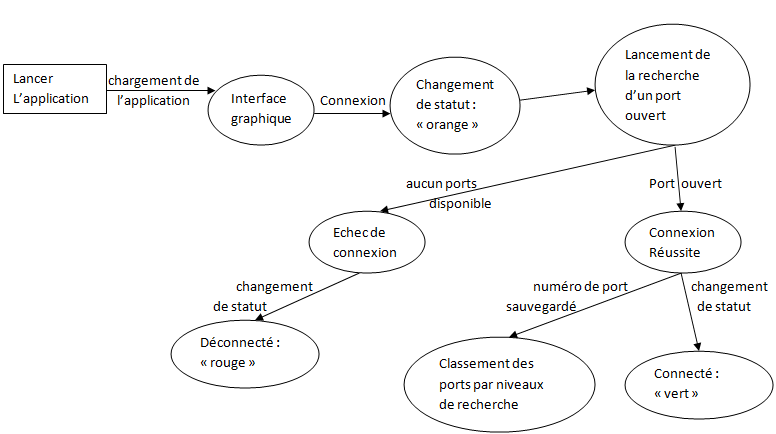 Lancer
L'application
chargement de
l'application
Interface
graphique
Connexion
Changement
de statut :
« orange »
Lancement de
la recherche
d'un port
ouvert
aucun ports
disponible
Port ouvert
Echec de
connexion
Connexion
Réussite
changement
de statut
numéro de port
sauvegardé
changement
de statut
Déconnecté :
« rouge »
Classement des
ports par niveaux
de recherche
Connecté :
« vert »